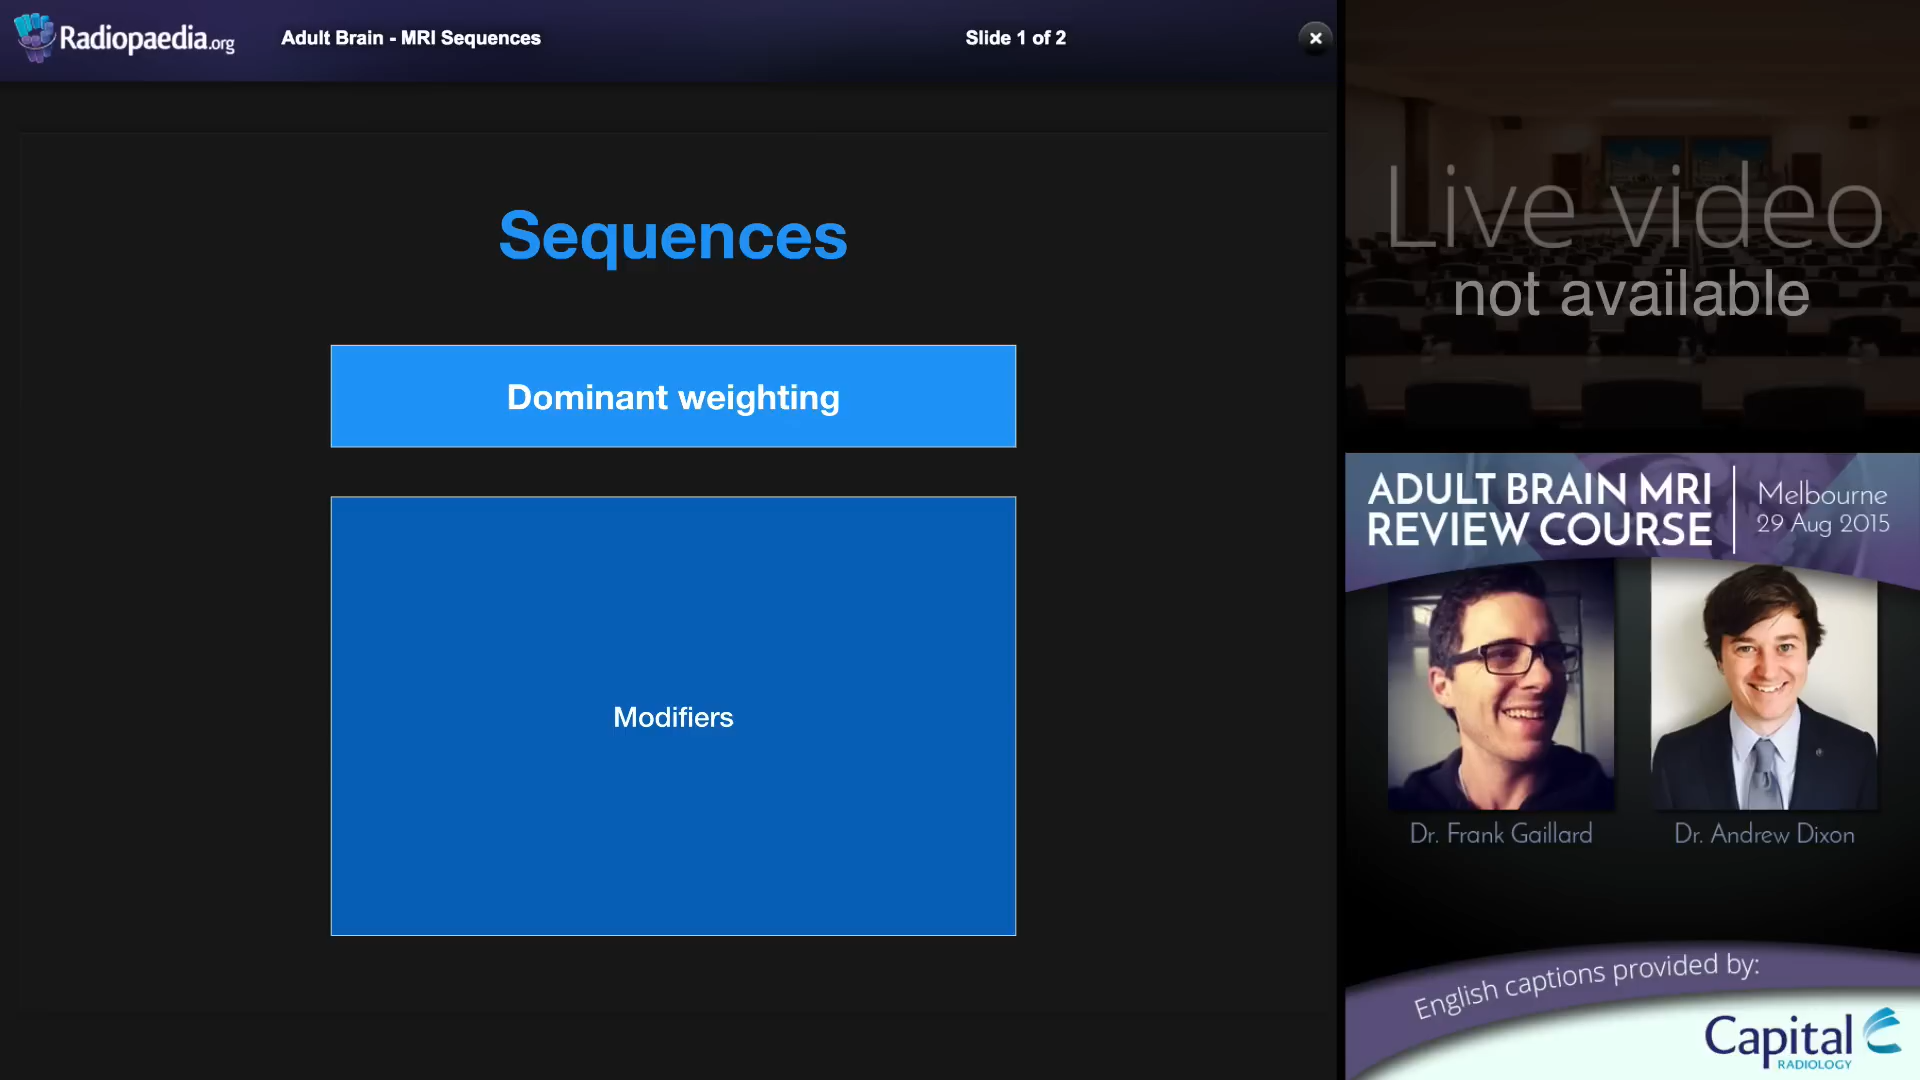 Radiopaedia.org
Adult Brain - MRI Sequences
Slide 1 of 2
Sequences
Dominant weighting
Modifiers
Live video
not available
ADULT BRAIN MRI
REVIEW COURSE
Melbourne
29 Aug 2015
Dr. Frank Gaillard
Dr. Andrew Dixon
English captions provided by:
Capital
RADIOLOGY